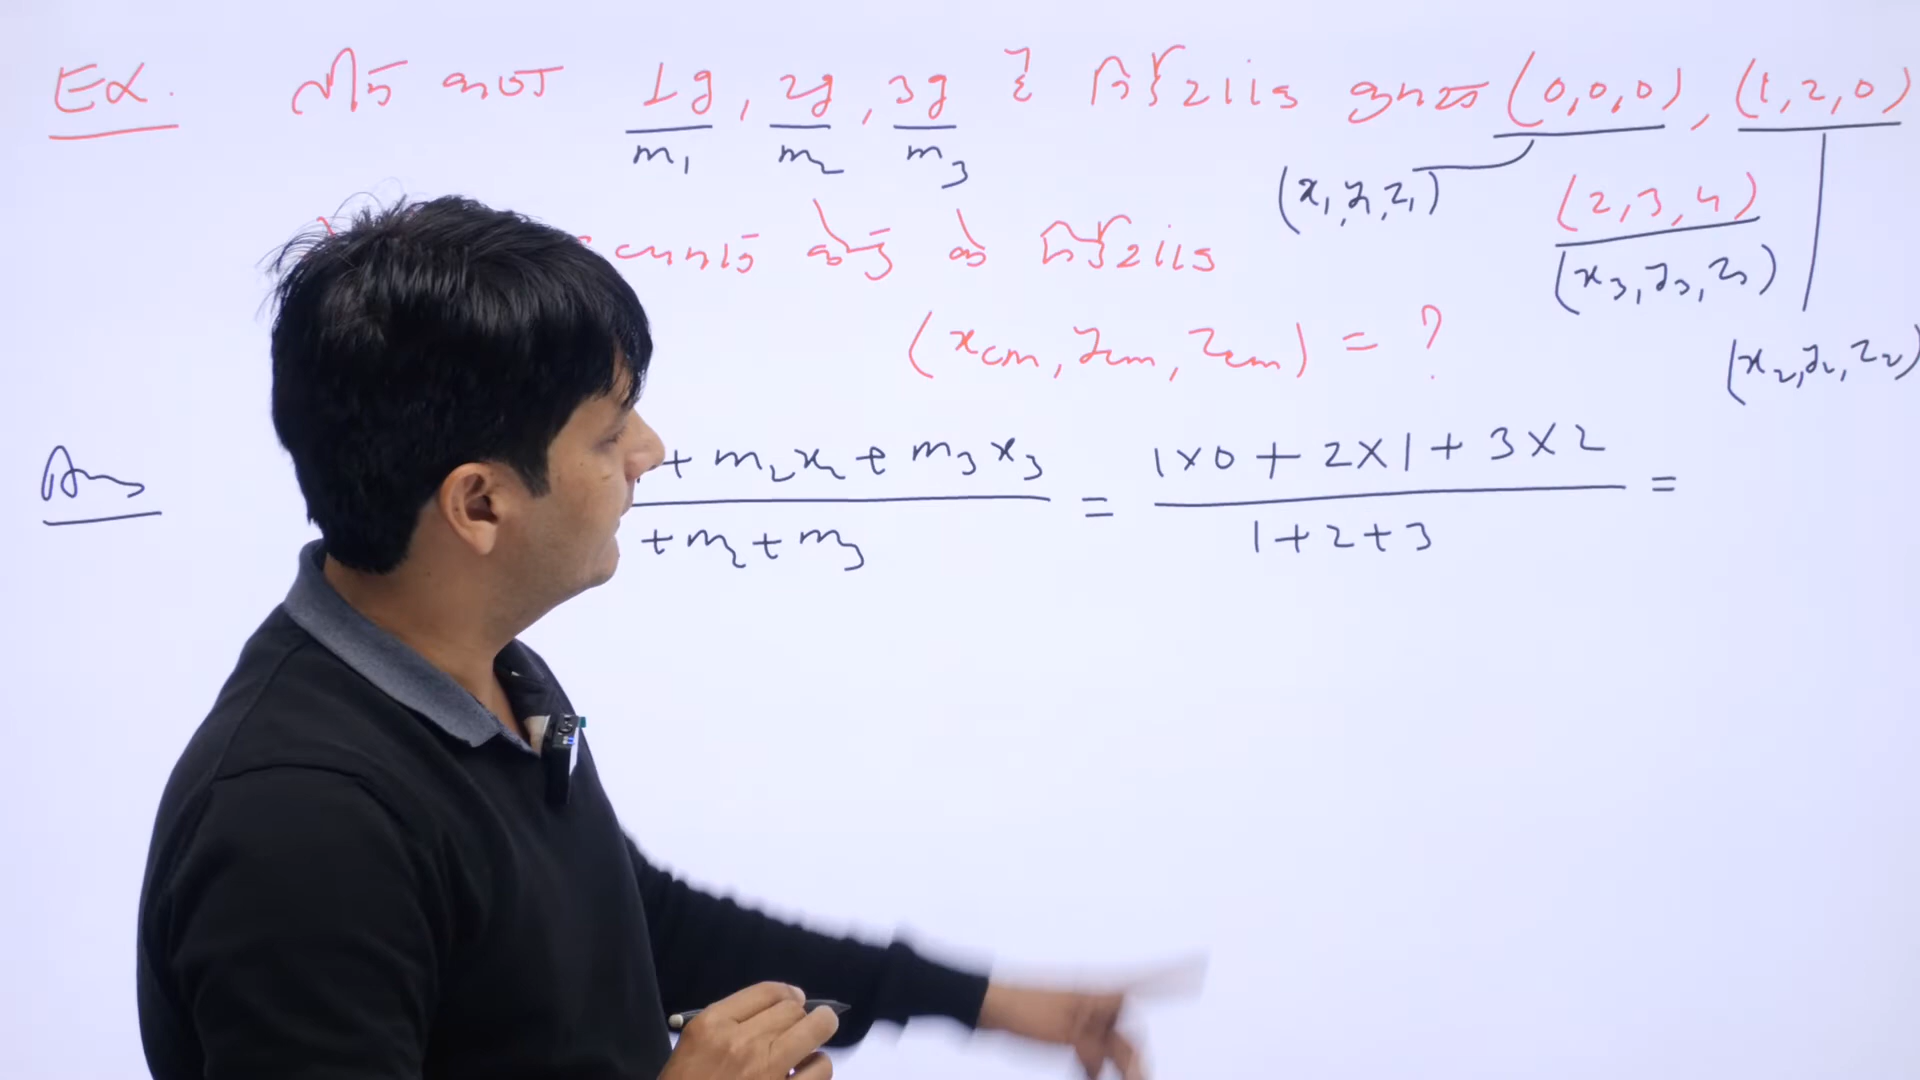 Ex. तीन कण 1g, 2g, 3g के निर्देशांक क्रमशः (0,0,0), (1,2,0)
m₁ m₂ m₃
(x₁, y₁, z₁) (2,3,4)
निर्देशांक (x₃, y₃, z₃)
(x_cm, y_cm, z_cm) = ? (x₂, y₂, z₂)
Ans + m₂x₂ + m₃x₃ = 1×0 + 2×1 + 3×2 =
+ m₂ + m₃ 1+2+3